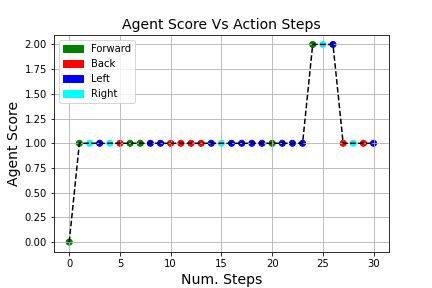 Agent Score Vs Action Steps
Forward
Back
Left
Right
2.00
1.75
1.50
1.25
1.00
0.75
0.50
0.25
0.00
Agent Score
0 5 10 15 20 25 30
Num. Steps